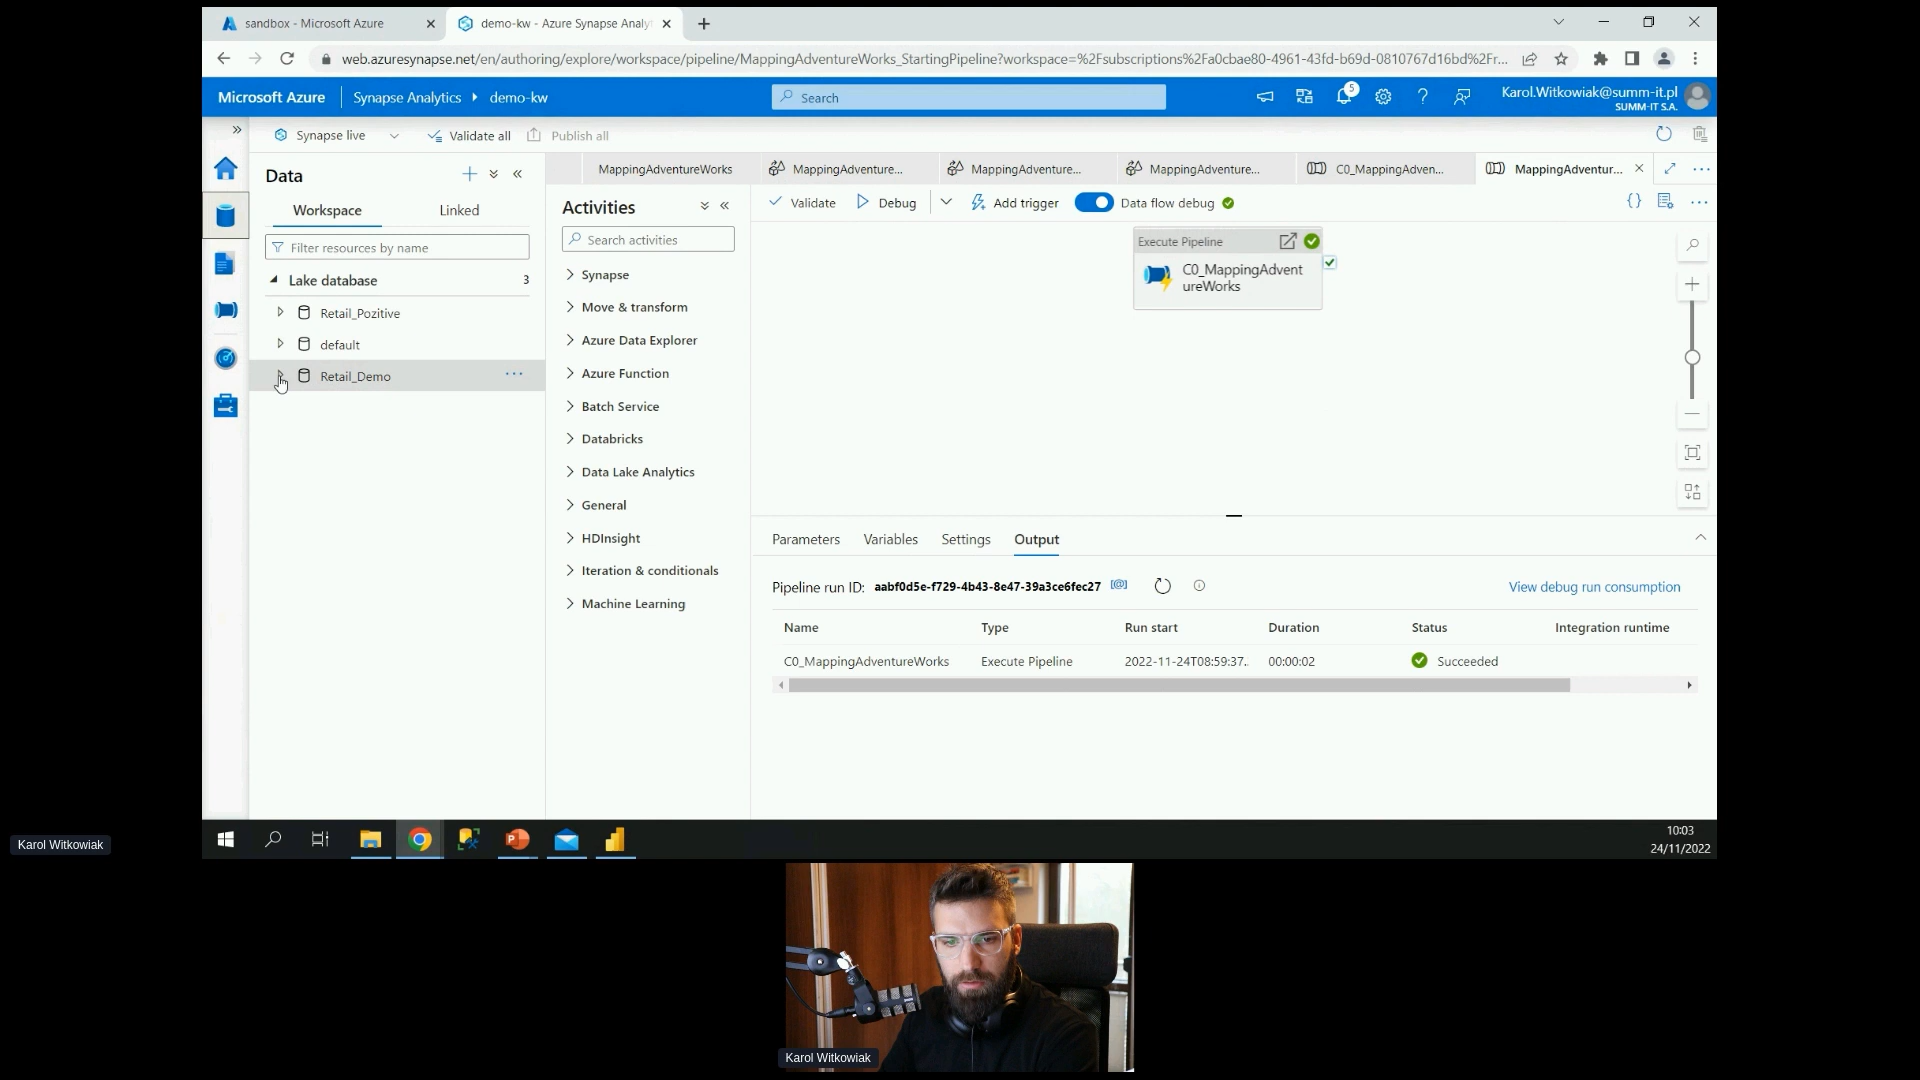 sandbox - Microsoft Azure
demo-kw - Azure Synapse Analy
web.azuresynapse.net/en/authoring/explore/workspace/pipeline/MappingAdventureWorks_StartingPipeline?workspace=%2Fsubscriptions%2Fa0cbae80-4961-43fd-b69d-0810767d16bd%2Fr...
Microsoft Azure
Synapse Analytics
demo-kw
Search
5
Karol.Witkowiak@summ-it.pl
SUMM-IT S.A.
Synapse live
Validate all
Publish all
Data
Workspace
Linked
Filter resources by name
Lake database
3
Retail_Pozitive
default
Retail_Demo
MappingAdventureWorks
MappingAdventure...
MappingAdventure...
MappingAdventure...
C0_MappingAdven...
MappingAdventur...
Activities
Search activities
Synapse
Move & transform
Azure Data Explorer
Azure Function
Batch Service
Databricks
Data Lake Analytics
General
HDInsight
Iteration & conditionals
Machine Learning
Validate
Debug
Add trigger
Data flow debug
Execute Pipeline
C0_MappingAdvent
ureWorks
Parameters
Variables
Settings
Output
Pipeline run ID: aabf0d5e-f729-4b43-8e47-39a3ce6fec27
View debug run consumption
Name Type Run start Duration Status Integration runtime
C0_MappingAdventureWorks Execute Pipeline 2022-11-24T08:59:37.. 00:00:02 Succeeded
10:03
24/11/2022
Karol Witkowiak
Karol Witkowiak